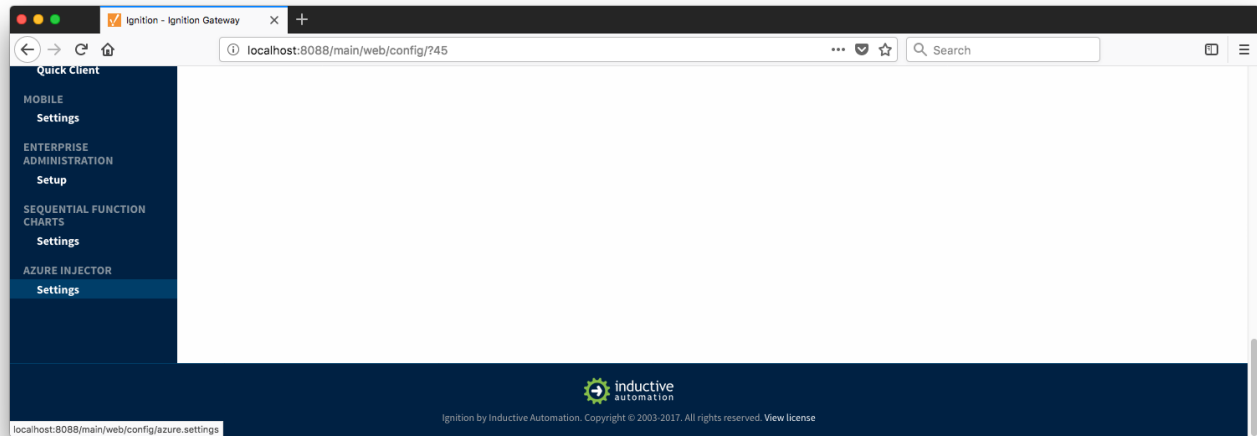 Ignition - Ignition Gateway
localhost:8088/main/web/config/?45
Search
Quick Client
MOBILE
Settings
ENTERPRISE
ADMINISTRATION
Setup
SEQUENTIAL FUNCTION
CHARTS
Settings
AZURE INJECTOR
Settings
inductive
automation
Ignition by Inductive Automation. Copyright © 2003-2017. All rights reserved. View license
localhost:8088/main/web/config/azure.settings